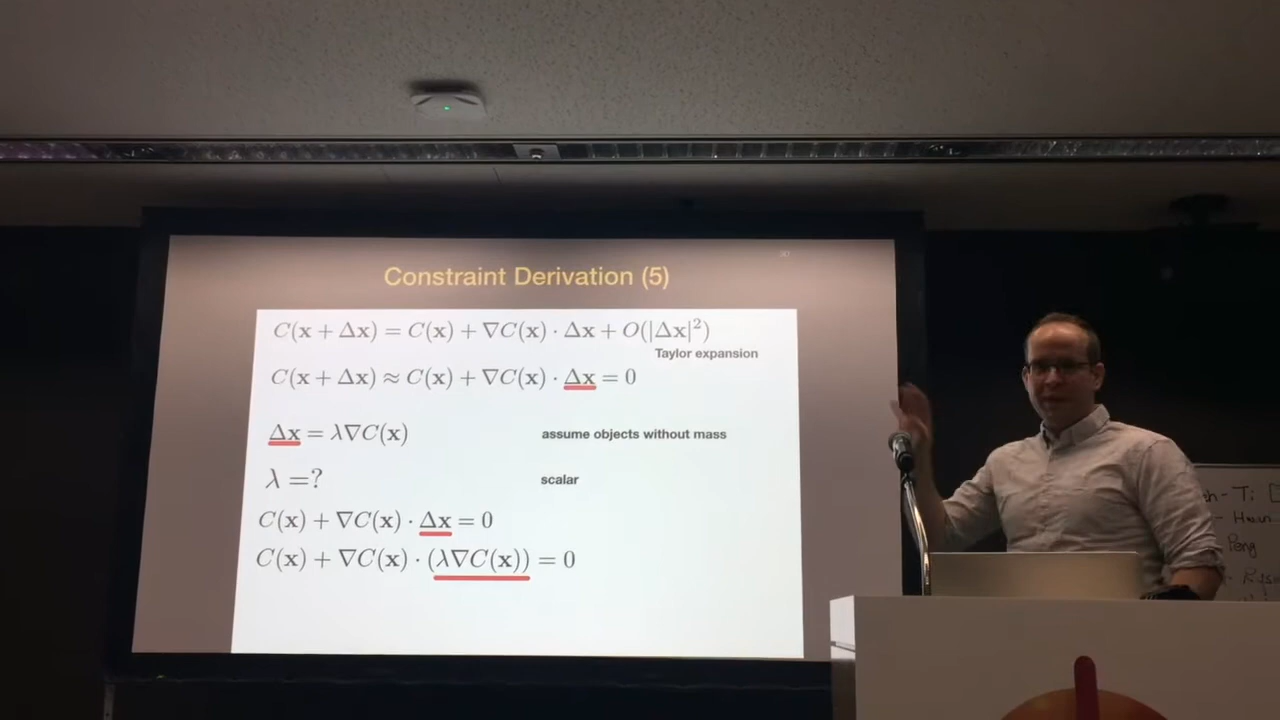 Constraint Derivation (5)
C(x + Δx) = C(x) + ∇C(x) · Δx + O(|Δx|²)
Taylor expansion
C(x + Δx) ≈ C(x) + ∇C(x) · Δx = 0
Δx = λ∇C(x) assume objects without mass
λ =? scalar
C(x) + ∇C(x) · Δx = 0
C(x) + ∇C(x) · (λ∇C(x)) = 0
Peng